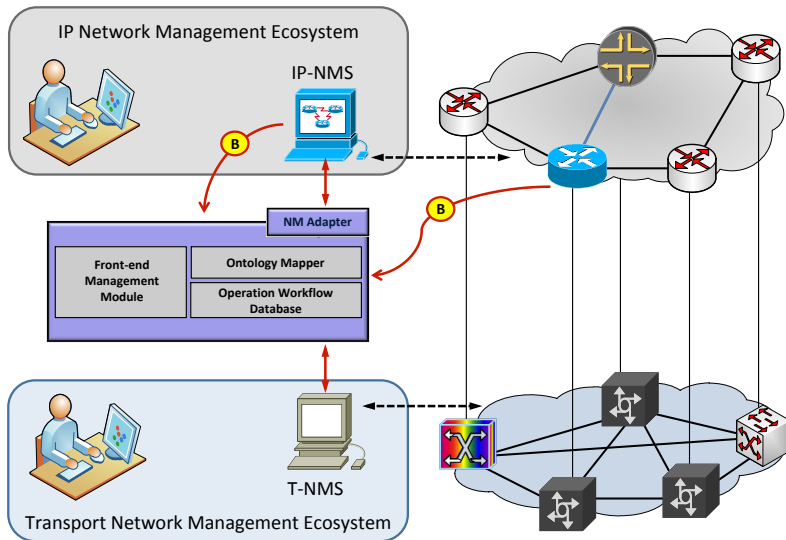 IP Network Management Ecosystem
IP-NMS
B
B
NM Adapter
Front-end
Management
Module
Ontology Mapper
Operation Workflow
Database
T-NMS
Transport Network Management Ecosystem